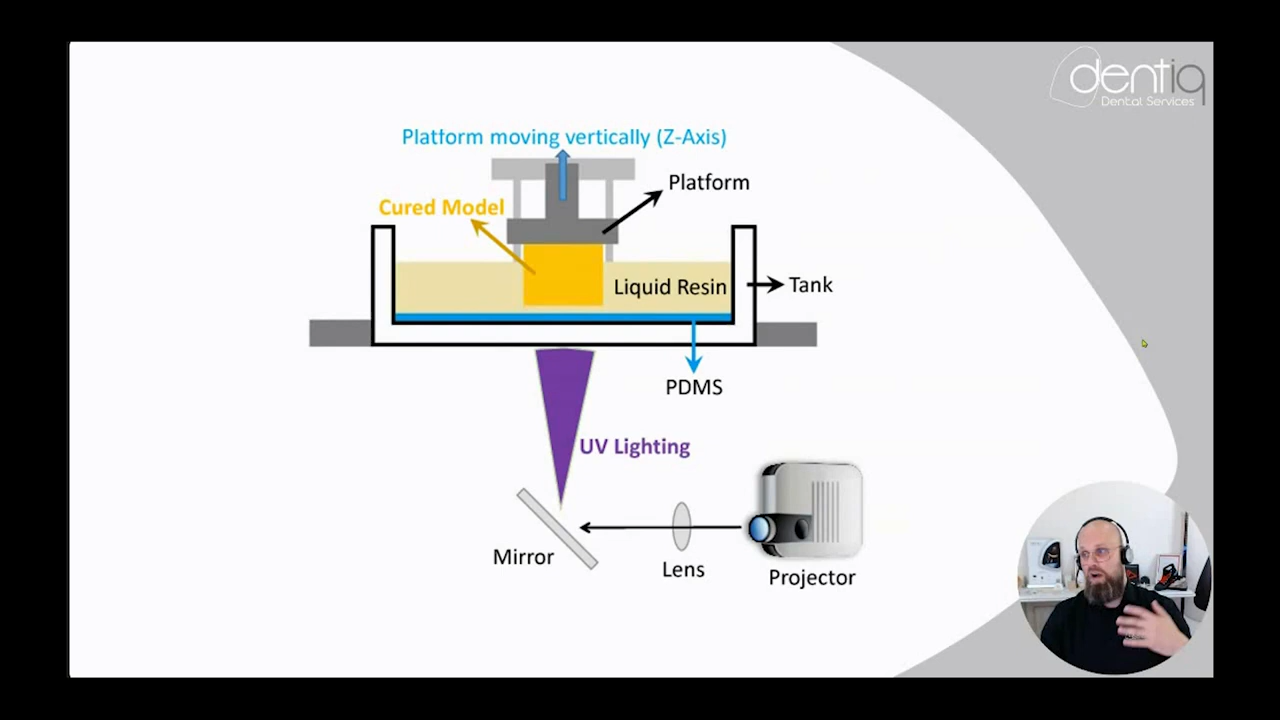 dentiq
Dental Services
Platform moving vertically (Z-Axis)
Platform
Cured Model
Liquid Resin
Tank
PDMS
UV Lighting
Mirror
Lens
Projector